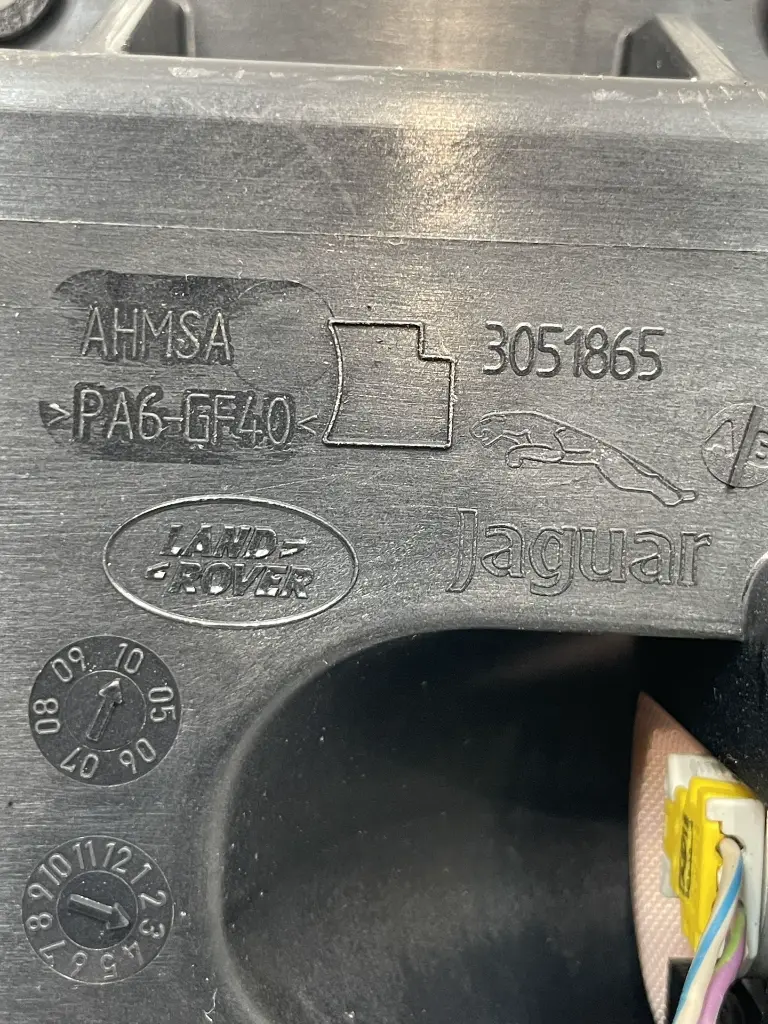 AHMSA
>PA6-GF40<
3051865
A/B
LAND
ROVER
Jaguar
05 06 07 08 09 10
1 2 3 4 5 6 7 8 9 10 11 12